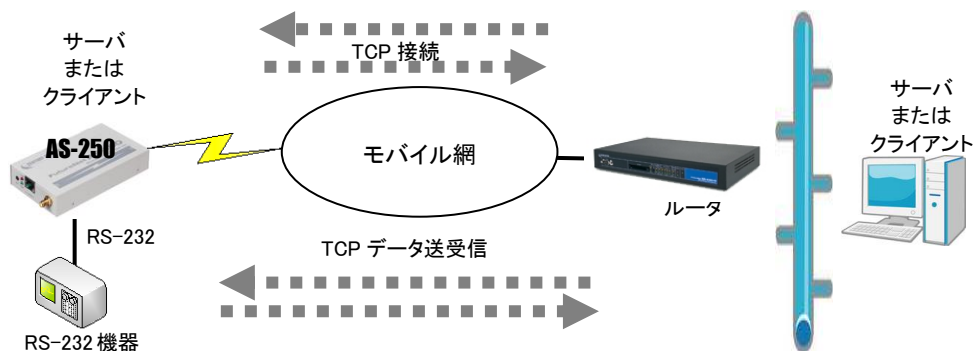 サーバ
または
クライアント
TCP 接続
AS-250
モバイル網
ルータ
サーバ
または
クライアント
RS-232
TCP データ送受信
RS-232 機器